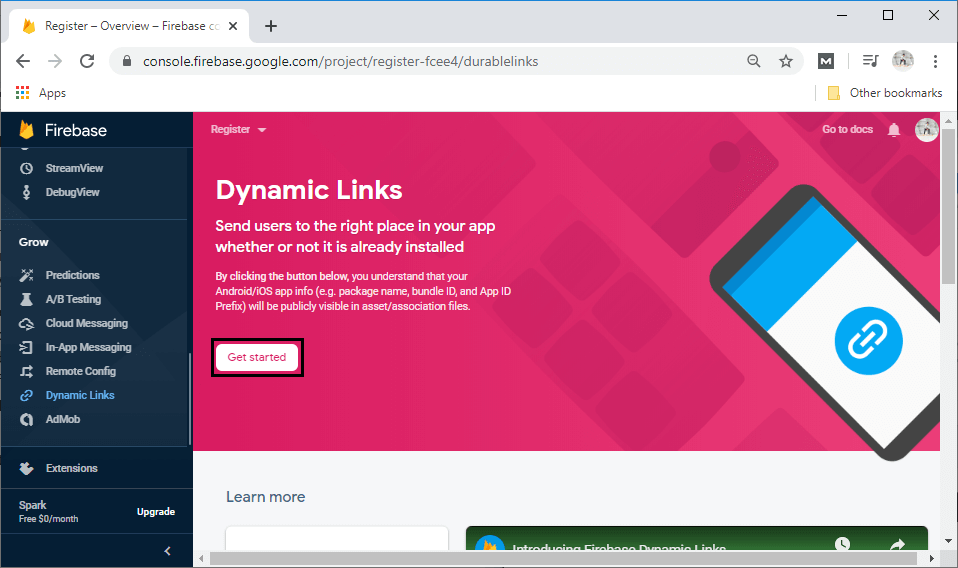 Register – Overview – Firebase co
console.firebase.google.com/project/register-fcee4/durablelinks
M
Apps
Other bookmarks
Firebase
StreamView
DebugView
Grow
Predictions
A/B Testing
Cloud Messaging
In-App Messaging
Remote Config
Dynamic Links
AdMob
Extensions
Spark
Free $0/month
Upgrade
Register
Go to docs
Dynamic Links
Send users to the right place in your app
whether or not it is already installed
By clicking the button below, you understand that your
Android/iOS app info (e.g. package name, bundle ID, and App ID
Prefix) will be publicly visible in asset/association files.
Get started
Learn more
Introducing Firebase Dynamic Links